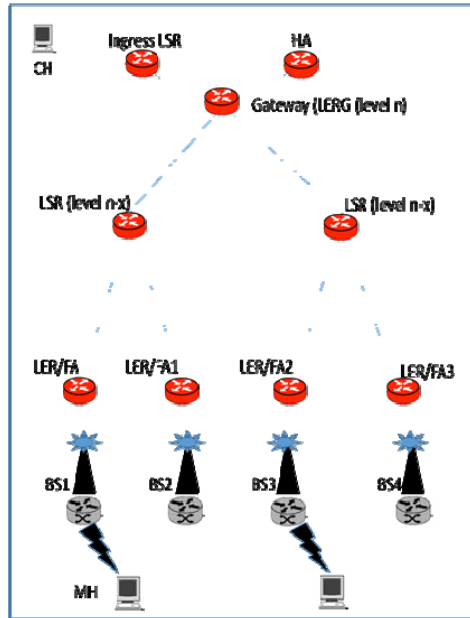 Ingress LSR
HA
CH
Gateway (LERG (level n)
LSR (level n-x)
LSR (level n-x)
LER/FA
LER/FA1
LER/FA2
LER/FA3
BS1
BS2
BS3
BS4
MH